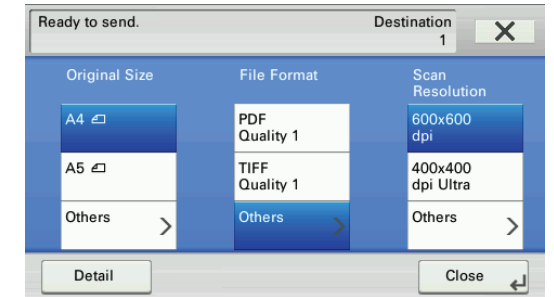 Ready to send.
Destination
1
Original Size
File Format
Scan
Resolution
A4
PDF
Quality 1
600x600
dpi
A5
TIFF
Quality 1
400x400
dpi Ultra
Others
Others
Others
Detail
Close